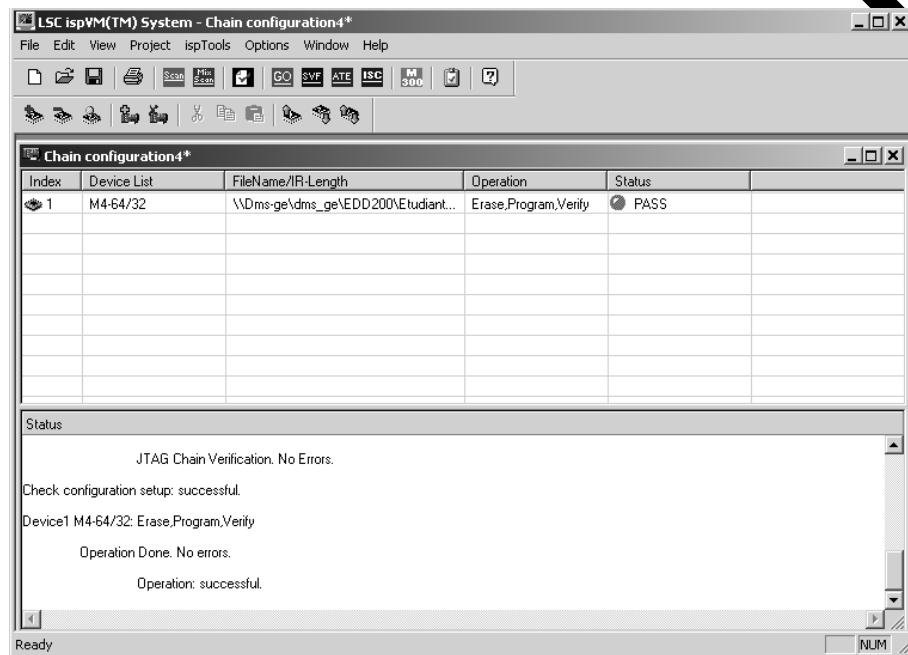 LSC ispVM(TM) System - Chain configuration4*
File Edit View Project ispTools Options Window Help
Scan Mix Scan GO SVF ATE ISC M 300
Chain configuration4*
Index Device List FileName/IR-Length Operation Status
1 M4-64/32 \\Dms-ge\dms_ge\EDD200\Etudiant... Erase,Program,Verify PASS
Status
JTAG Chain Verification. No Errors.
Check configuration setup: successful.
Device1 M4-64/32: Erase,Program,Verify
Operation Done. No errors.
Operation: successful.
Ready NUM